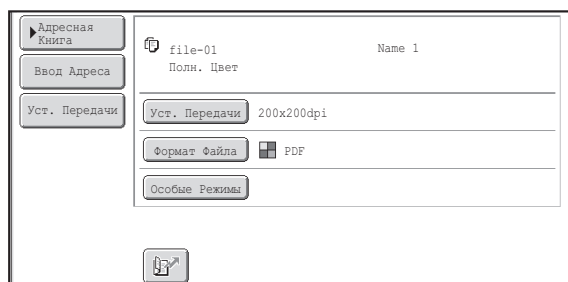 Адресная
Книга
Ввод Адреса
Уст. Передачи
file-01 Name 1
Полн. Цвет
Уст. Передачи 200x200dpi
Формат Файла PDF
Особые Режимы